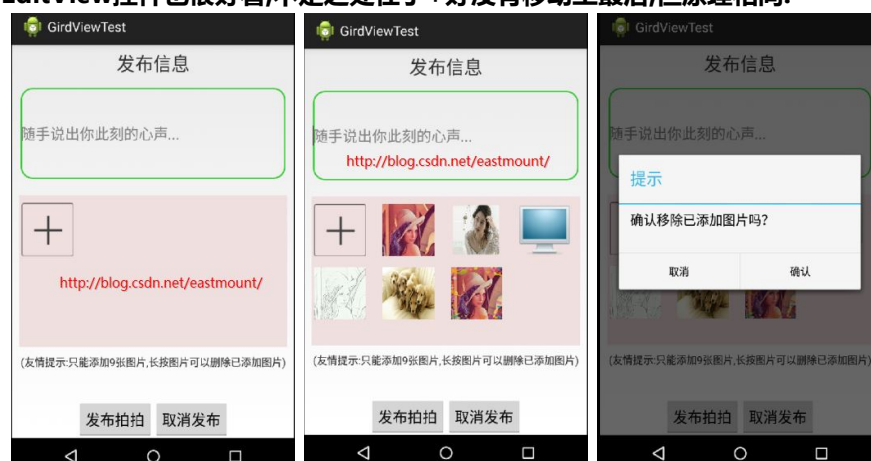 GirdViewTest
发布信息
随手说出你此刻的心声...
http://blog.csdn.net/eastmount/
(友情提示:只能添加9张图片,长按图片可以删除已添加图片)
发布拍拍 取消发布
GirdViewTest
发布信息
随手说出你此刻的心声...
http://blog.csdn.net/eastmount/
(友情提示:只能添加9张图片,长按图片可以删除已添加图片)
发布拍拍 取消发布
GirdViewTest
发布信息
随手说出你此刻的心声...
提示
确认移除已添加图片吗?
取消 确认
(友情提示:只能添加9张图片,长按图片可以删除已添加图片)
发布拍拍 取消发布